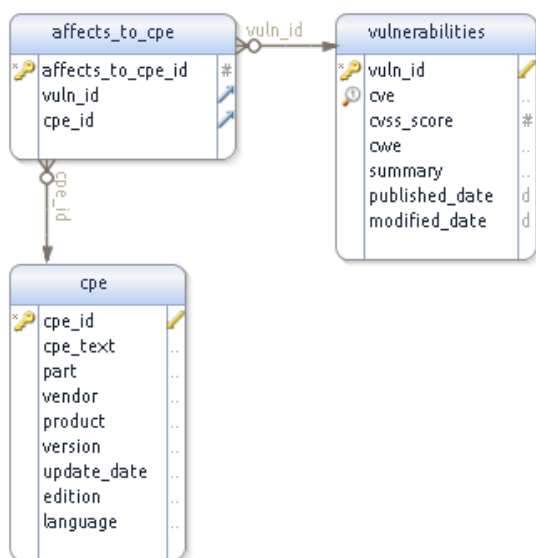 affects_to_cpe
affects_to_cpe_id #
vuln_id
cpe_id
vuln_id
vulnerabilities
vuln_id
cve ..
cvss_score #
cwe ..
summary ..
published_date d
modified_date d
cpe_id
cpe
cpe_id
cpe_text ..
part ..
vendor ..
product ..
version ..
update_date ..
edition ..
language ..